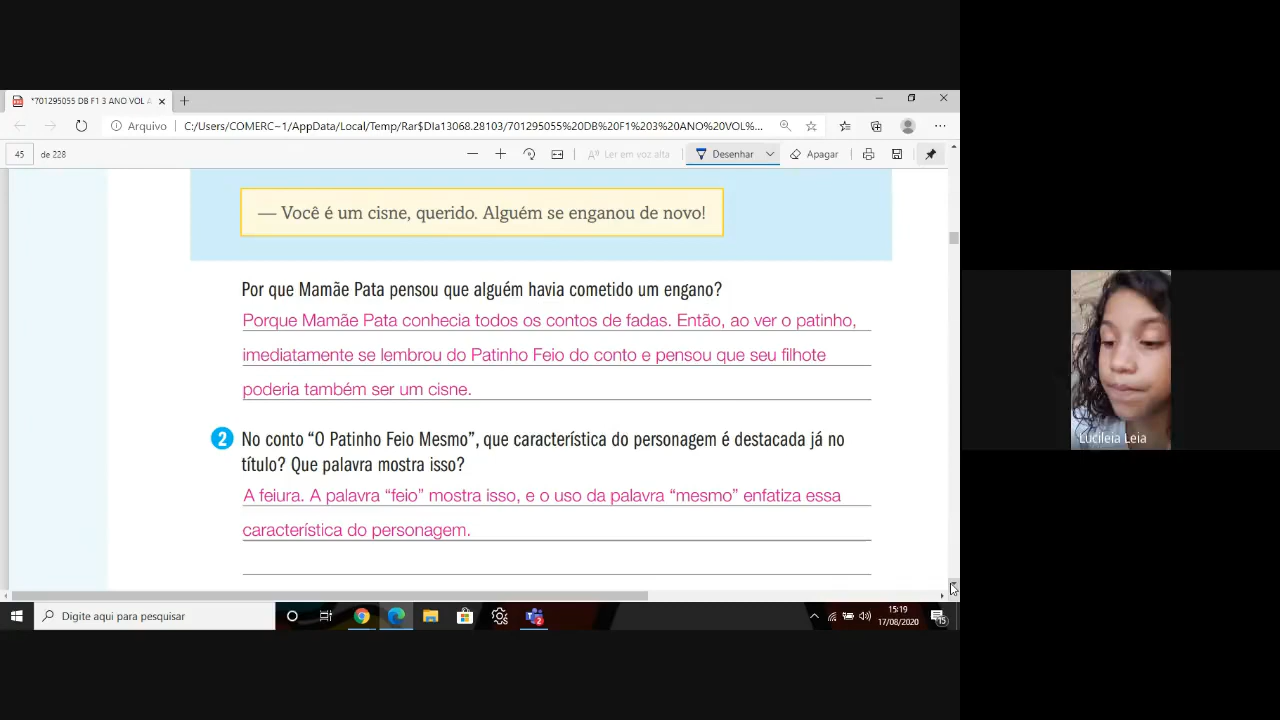 *701295055 DB F1 3 ANO VOL
Arquivo
C:/Users/COMERC~1/AppData/Local/Temp/Rar$DIa13068.28103/701295055%20DB%20F1%203%20ANO%20VOL%...
45 de 228
Ler em voz alta
Desenhar
Apagar
— Você é um cisne, querido. Alguém se enganou de novo!
Por que Mamãe Pata pensou que alguém havia cometido um engano?
Porque Mamãe Pata conhecia todos os contos de fadas. Então, ao ver o patinho,
imediatamente se lembrou do Patinho Feio do conto e pensou que seu filhote
poderia também ser um cisne.
2 No conto “O Patinho Feio Mesmo”, que característica do personagem é destacada já no
título? Que palavra mostra isso?
A feiura. A palavra “feio” mostra isso, e o uso da palavra “mesmo” enfatiza essa
característica do personagem.
Lucileia Leia
Digite aqui para pesquisar
2
15:19
17/08/2020
15